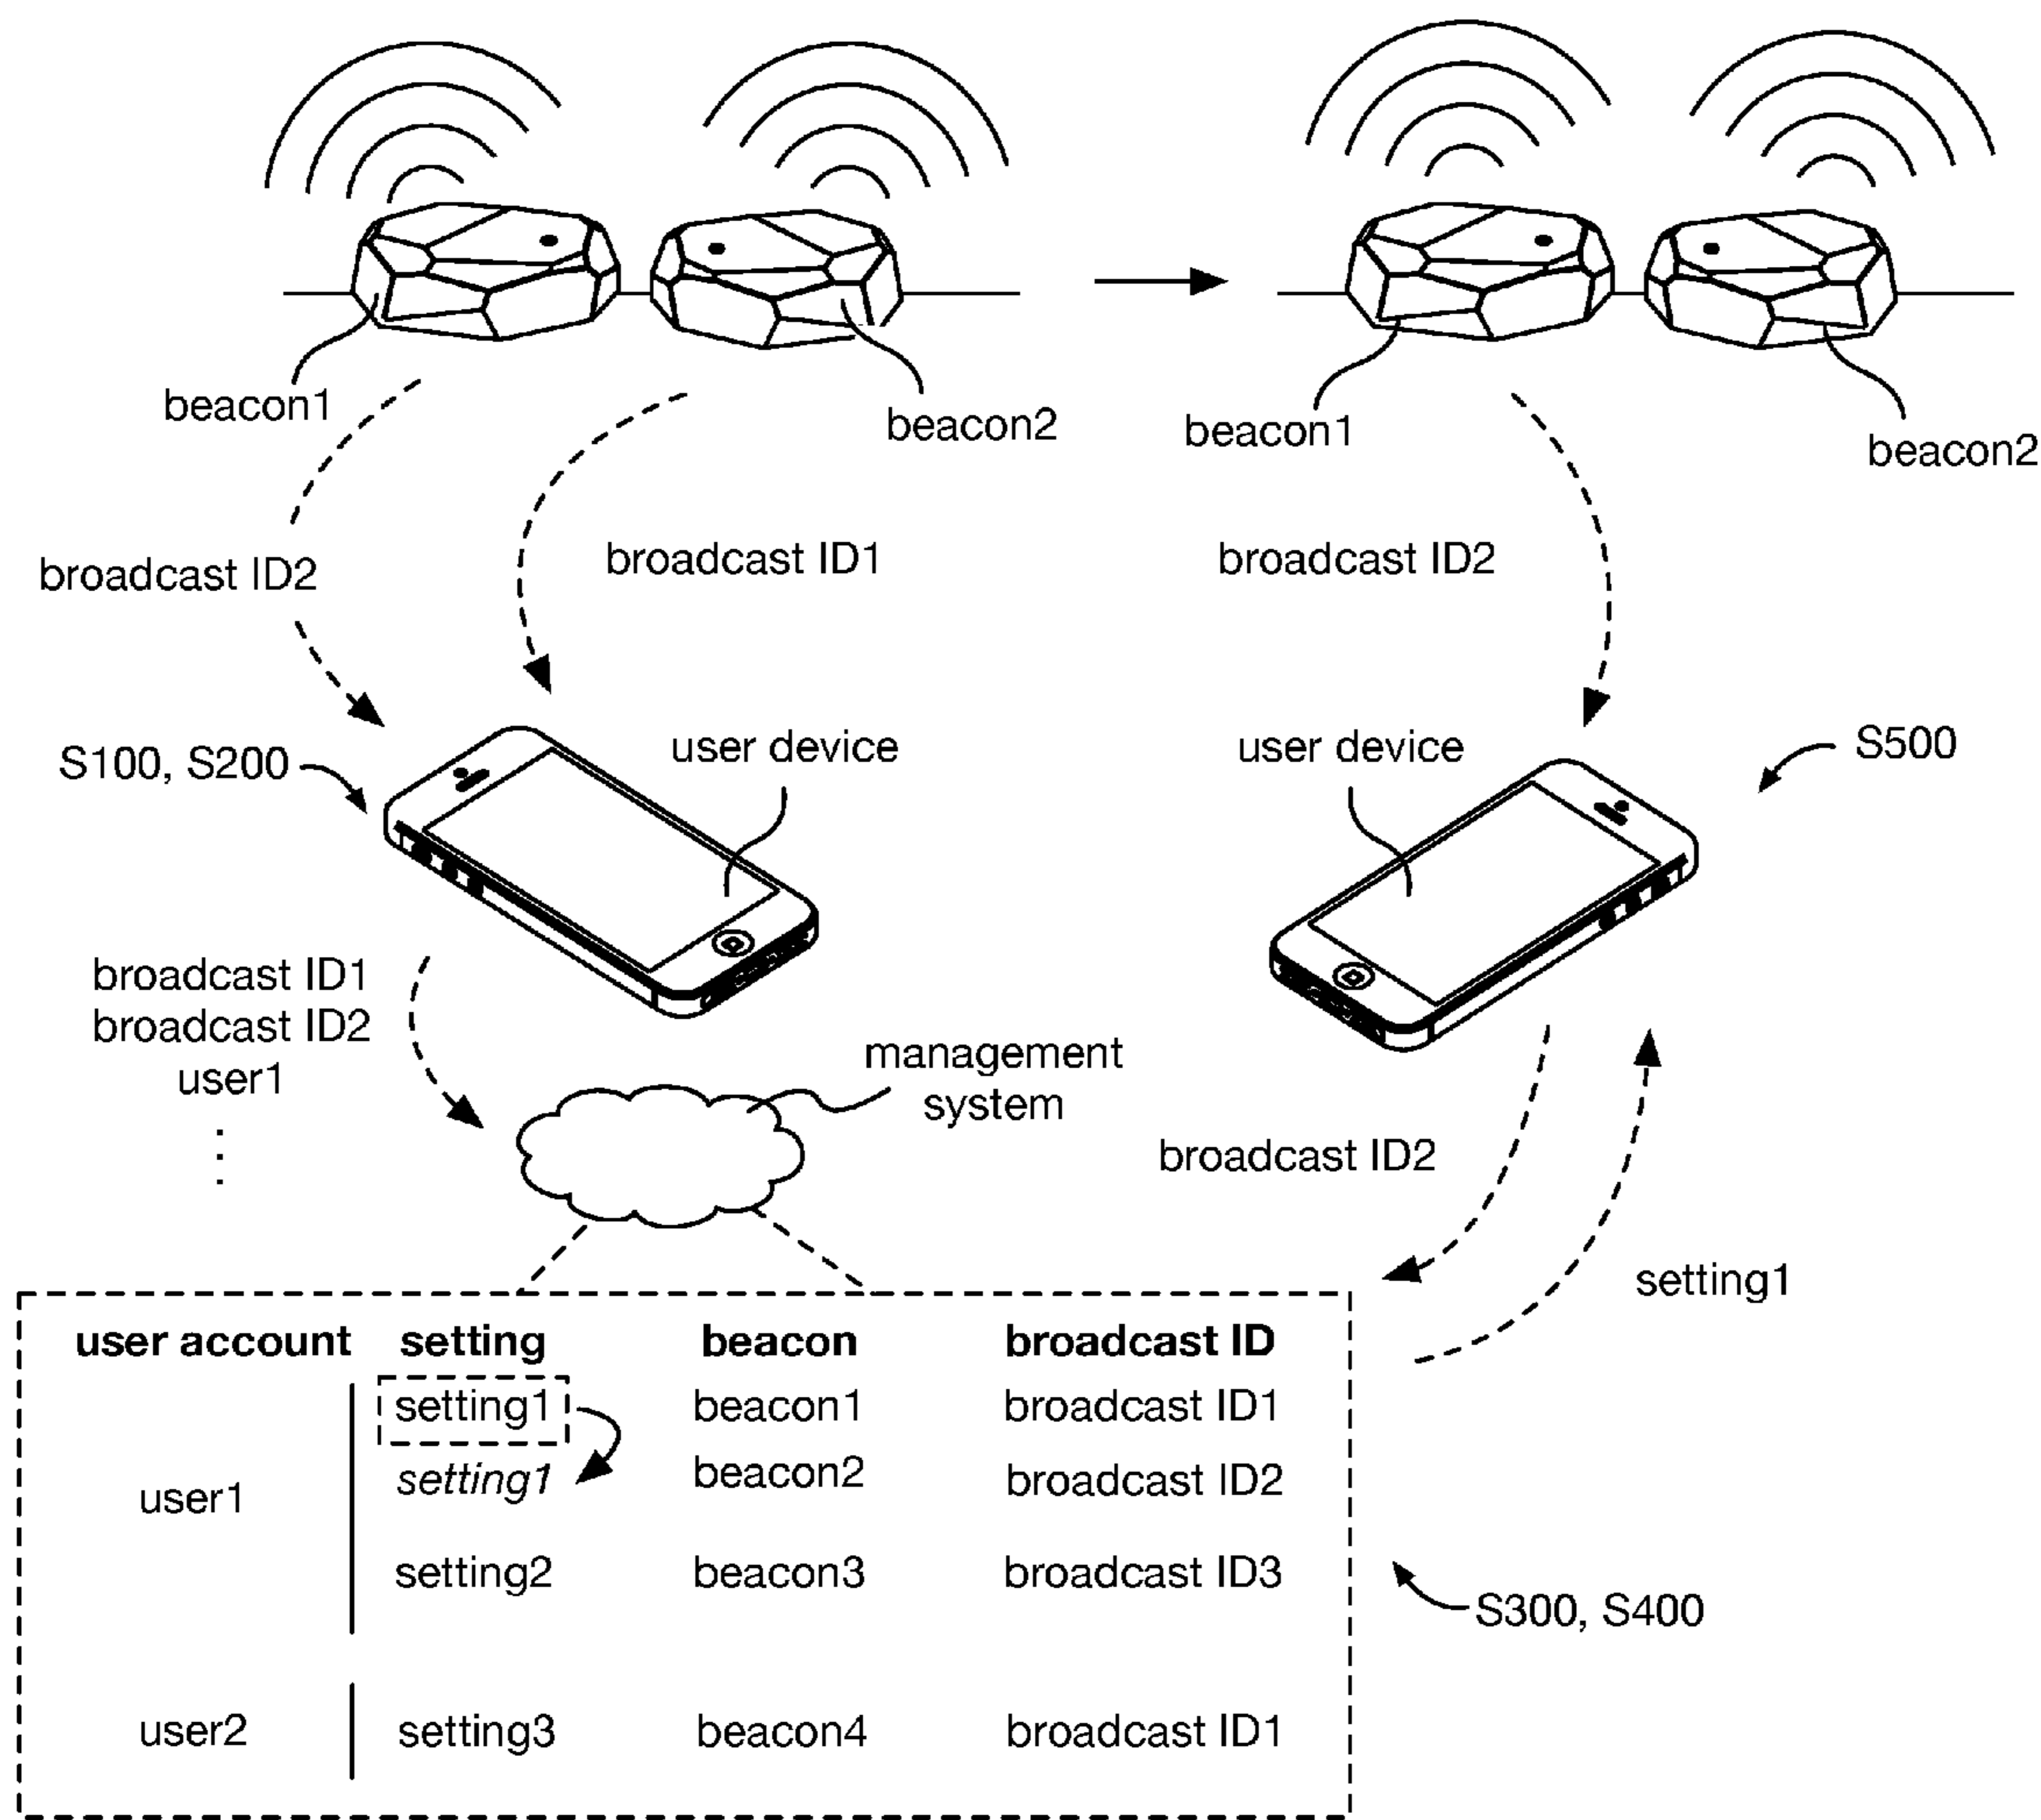 beacon1
beacon2
beacon1
beacon2
broadcast ID2
broadcast ID1
broadcast ID2
S100, S200
user device
user device
S500
broadcast ID1
broadcast ID2
user1
⋮
management
system
broadcast ID2
setting1
user account setting beacon broadcast ID
setting1 beacon1 broadcast ID1
user1
setting1 beacon2 broadcast ID2
setting2 beacon3 broadcast ID3
S300, S400
user2 setting3 beacon4 broadcast ID1